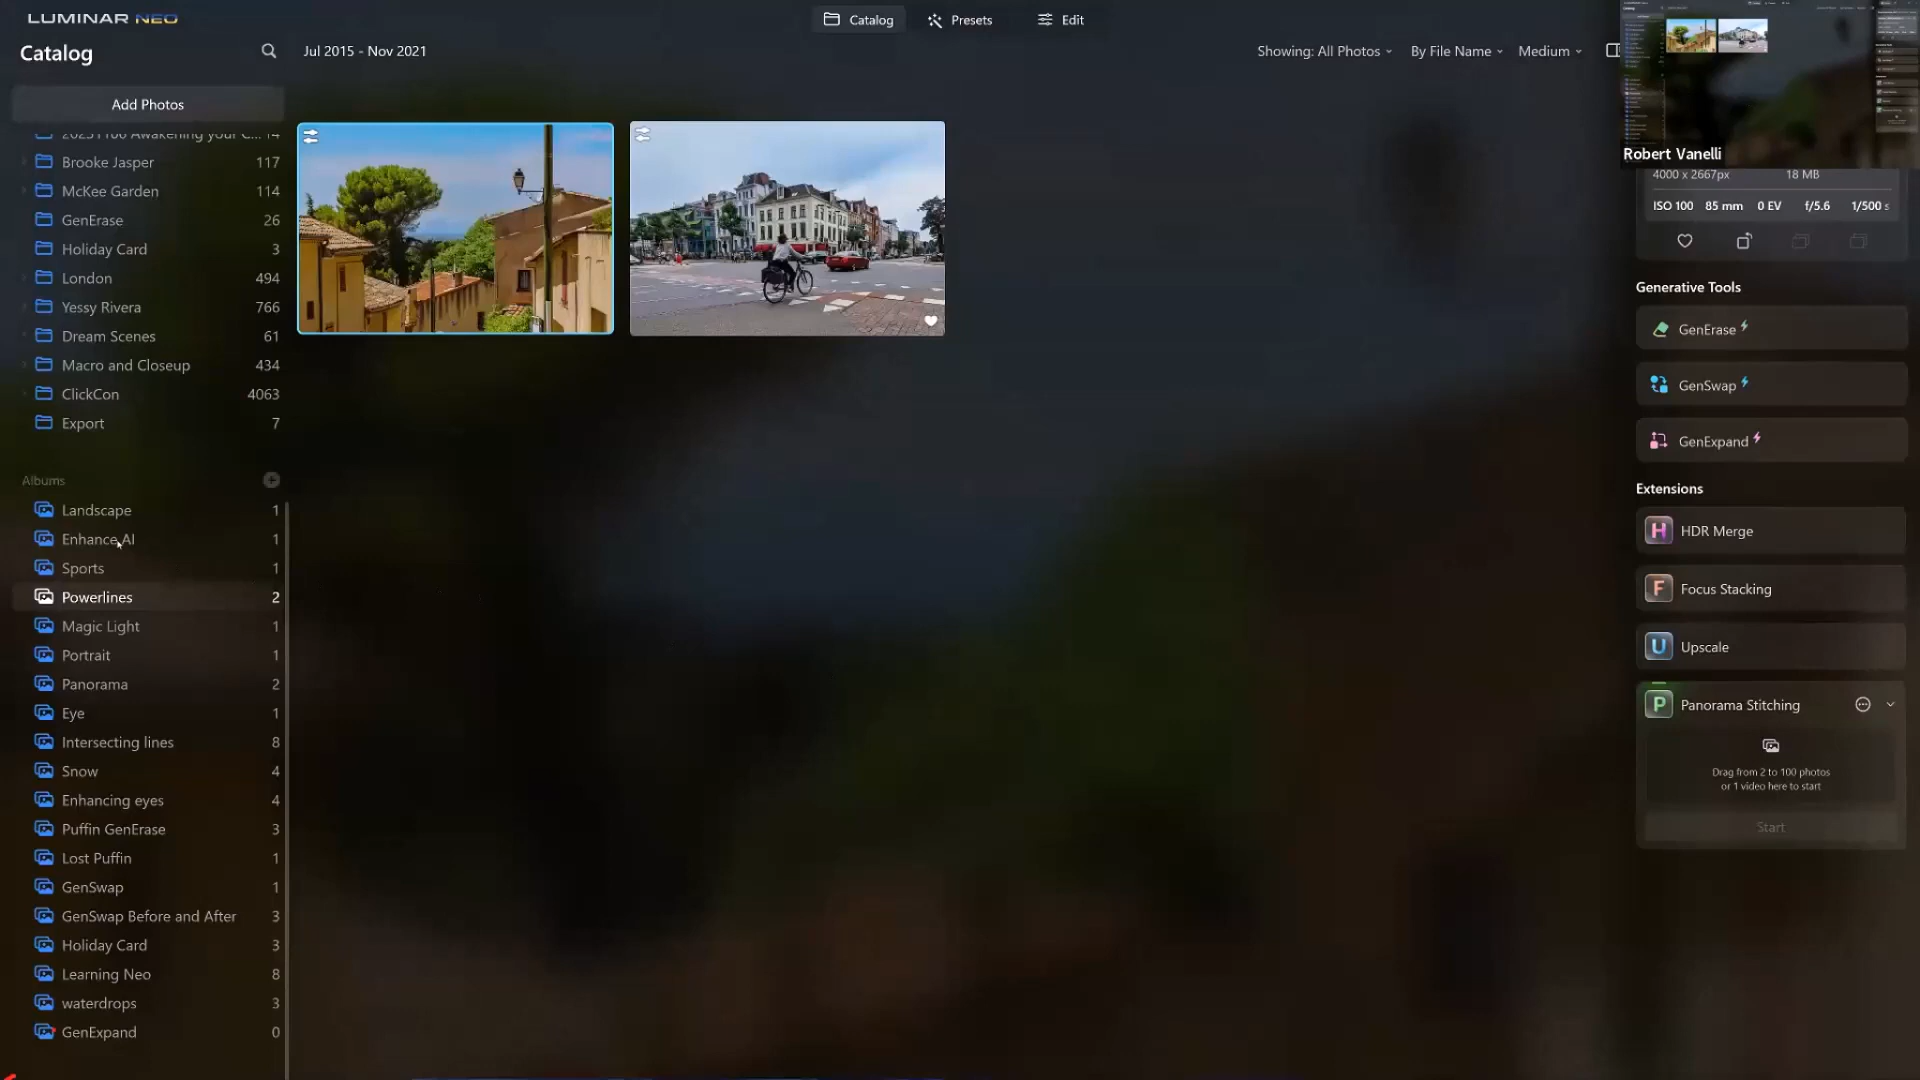 LUMINAR NEO
Catalog
Presets
Edit
Catalog
Jul 2015 - Nov 2021
Showing: All Photos
By File Name
Medium
Add Photos
Brooke Jasper 117
McKee Garden 114
GenErase 26
Holiday Card 3
London 494
Yessy Rivera 766
Dream Scenes 61
Macro and Closeup 434
ClickCon 4063
Export 7
Albums
Landscape 1
Enhance AI 1
Sports 1
Powerlines 2
Magic Light 1
Portrait 1
Panorama 2
Eye 1
Intersecting lines 8
Snow 4
Enhancing eyes 4
Puffin GenErase 3
Lost Puffin 1
GenSwap 1
GenSwap Before and After 3
Holiday Card 3
Learning Neo 8
waterdrops 3
GenExpand 0
Robert Vanelli
4000 x 2667px 18 MB
ISO 100 85 mm 0 EV f/5.6 1/500 s
Generative Tools
GenErase
GenSwap
GenExpand
Extensions
H HDR Merge
F Focus Stacking
U Upscale
P Panorama Stitching
Drag from 2 to 100 photos
or 1 video here to start
Start